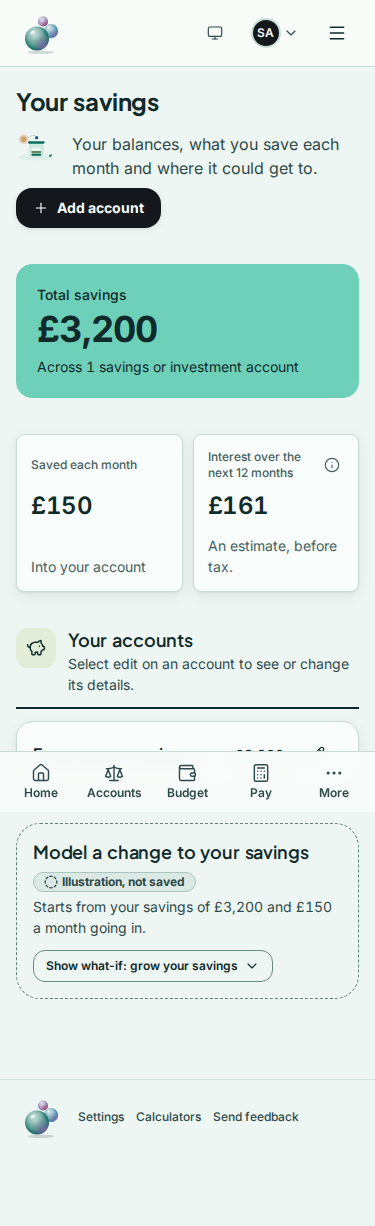 SA
Your savings
Your balances, what you save each
month and where it could get to.
Add account
Total savings
£3,200
Across 1 savings or investment account
Saved each month
£150
Into your account
Interest over the
next 12 months
£161
An estimate, before
tax.
Your accounts
Select edit on an account to see or change
its details.
Home
Accounts
Budget
Pay
More
Model a change to your savings
Illustration, not saved
Starts from your savings of £3,200 and £150
a month going in.
Show what-if: grow your savings
Settings
Calculators
Send feedback